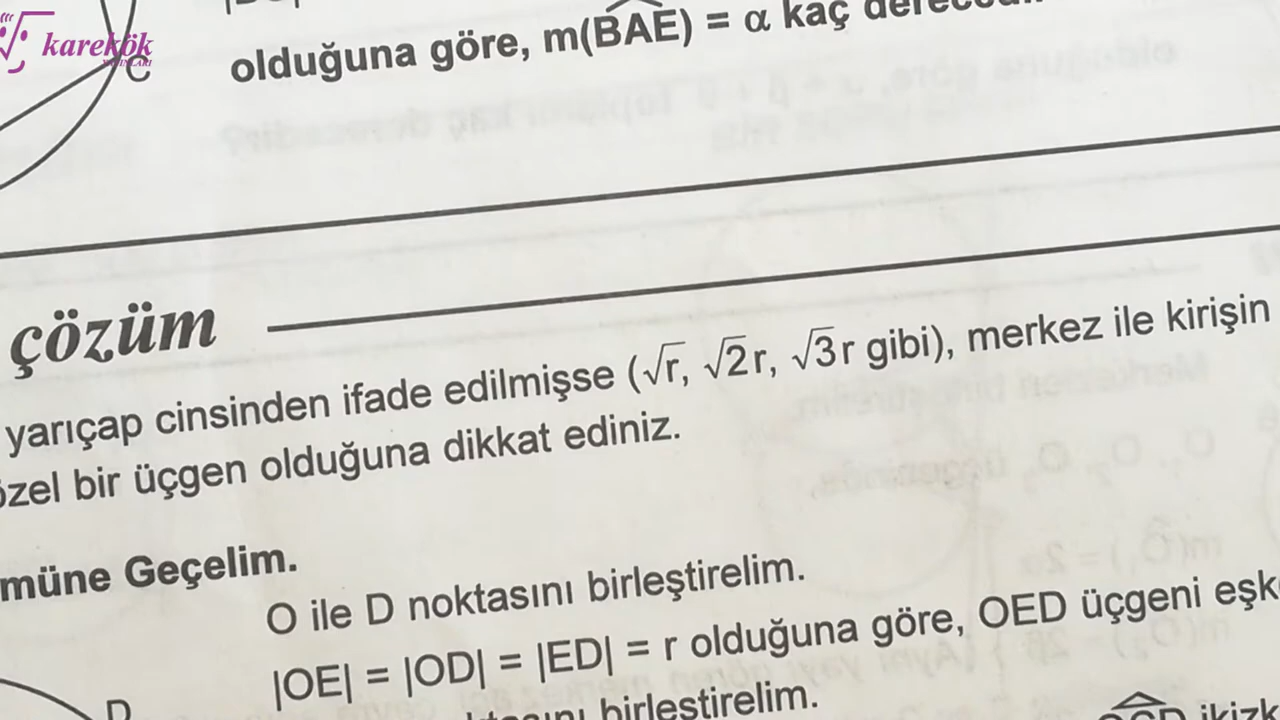 karekök
YAYINLARI
C
olduğuna göre, m(BAE) = α kaç
çözüm
yarıçap cinsinden ifade edilmişse (√r, √2r, √3r gibi), merkez ile kirişin
özel bir üçgen olduğuna dikkat ediniz.
müne Geçelim.
O ile D noktasını birleştirelim.
|OE| = |OD| = |ED| = r olduğuna göre, OED üçgeni eşk
D
birleştirelim.